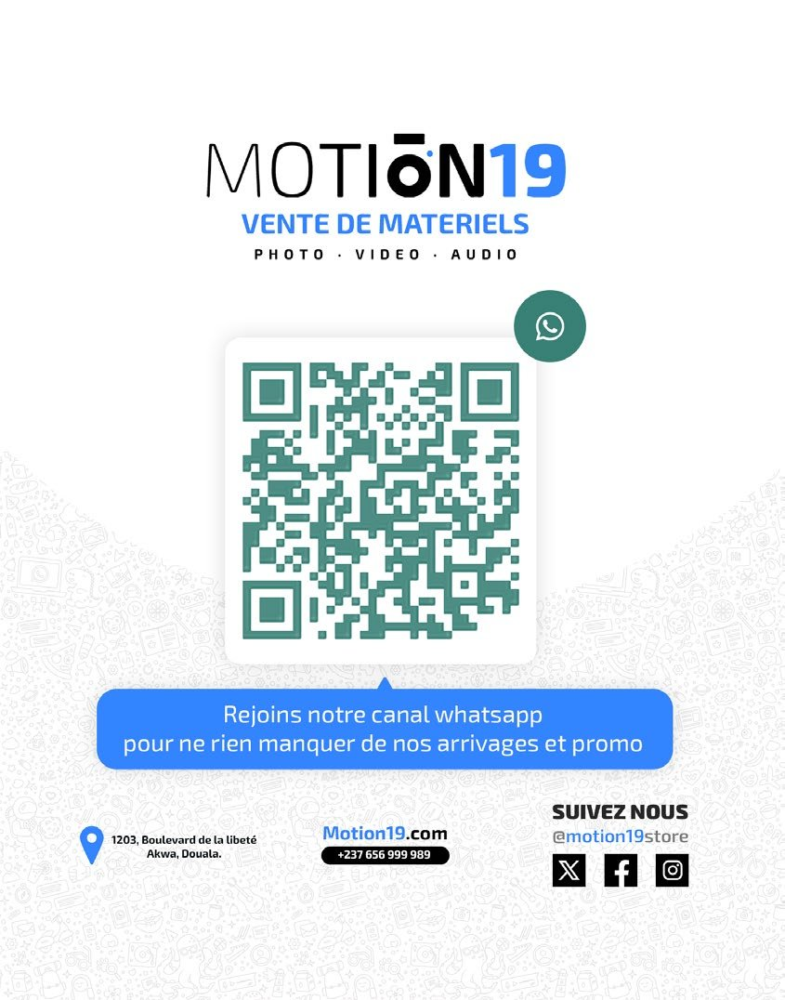 MOTIŌN19
VENTE DE MATERIELS
PHOTO · VIDEO · AUDIO
Rejoins notre canal whatsapp
pour ne rien manquer de nos arrivages et promo
1203, Boulevard de la libeté
Akwa, Douala.
Motion19.com
+237 656 999 989
SUIVEZ NOUS
@motion19store